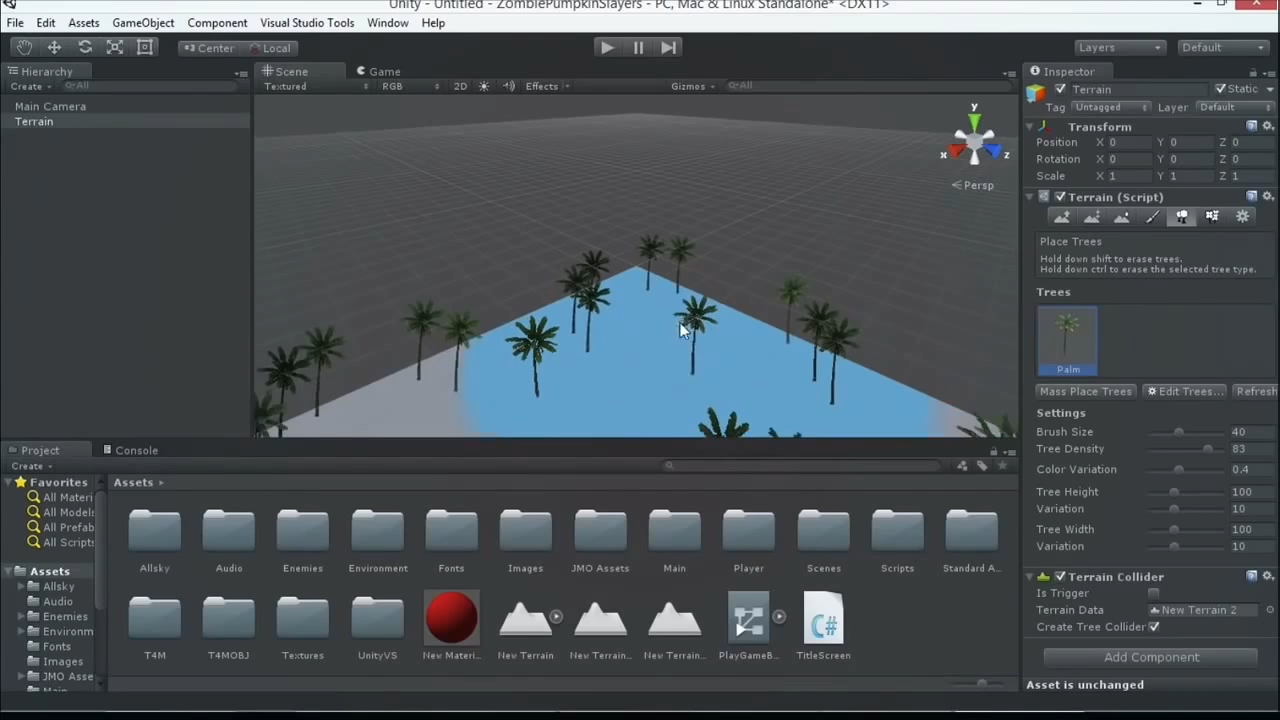 Unity - Untitled - ZombiePumpkinSlayers - PC, Mac & Linux Standalone* <DX11>
File Edit Assets GameObject Component Visual Studio Tools Window Help
Center Local Layers Default
Hierarchy
Create All
Main Camera
Terrain
Scene Game
Textured RGB 2D Effects Gizmos All
y
x
z
Persp
Inspector
Terrain Static
Tag Untagged Layer Default
Transform
Position X 0 Y 0 Z 0
Rotation X 0 Y 0 Z 0
Scale X 1 Y 1 Z 1
Terrain (Script)
Place Trees
Hold down shift to erase trees.
Hold down ctrl to erase the selected tree type.
Trees
Palm
Mass Place Trees Edit Trees... Refresh
Settings
Brush Size 40
Tree Density 83
Color Variation 0.4
Tree Height 100
Variation 10
Tree Width 100
Variation 10
Terrain Collider
Is Trigger
Terrain Data New Terrain 2
Create Tree Collider
Add Component
Asset is unchanged
Project Console
Create
Favorites
All Materi
All Models
All Prefab
All Scripts
Assets
Allsky
Audio
Enemies
Environm
Fonts
Images
JMO Asse
Main
Assets
Allsky Audio Enemies Environment Fonts Images JMO Assets Main Player Scenes Scripts Standard A...
C#
T4M T4MOBJ Textures UnityVS New Materi... New Terrain New Terrain... New Terrain... PlayGameB... TitleScreen